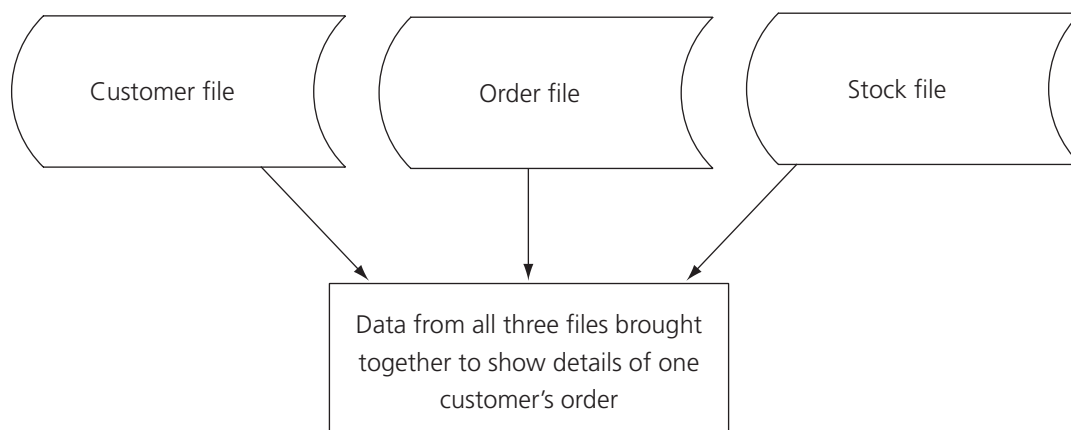 Customer file
Order file
Stock file
Data from all three files brought
together to show details of one
customer’s order